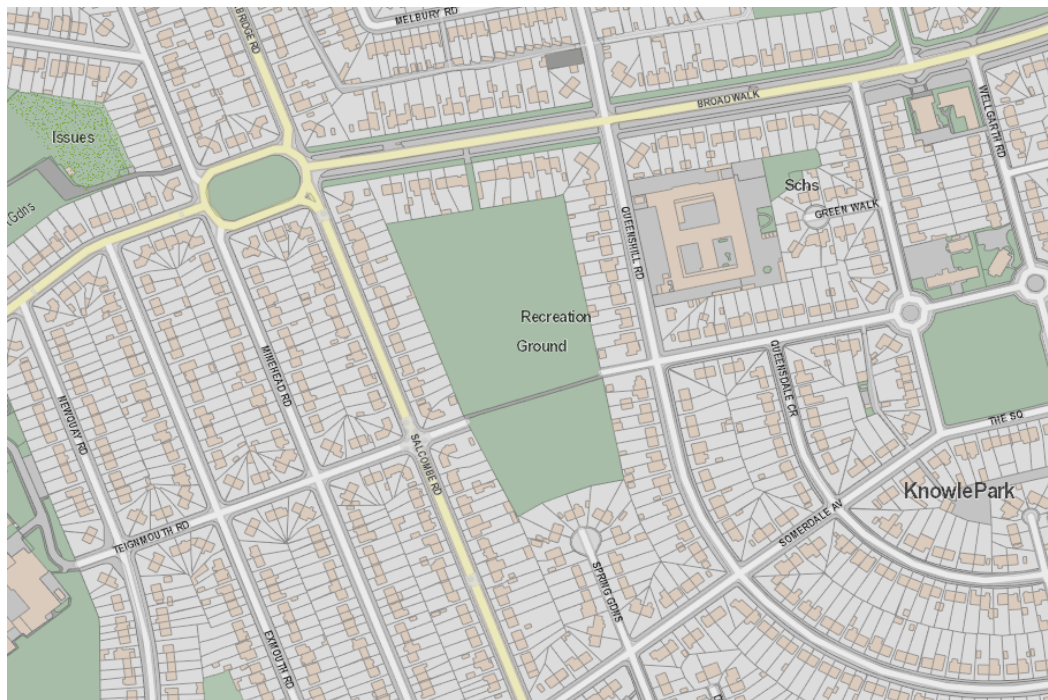 MELBURY RD
BRIDGE RD
BROADWALK
WELLGARTH RD
Issues
Schs
Gdns
GREEN WALK
QUEENSHILL RD
Recreation
Ground
MINEHEAD RD
QUEENSDALE CR
NEWQUAY RD
THE SQ
SALCOMBE RD
KnowlePark
SOMERDALE AV
TEIGNMOUTH RD
SPRING GDNS
EXMOUTH RD